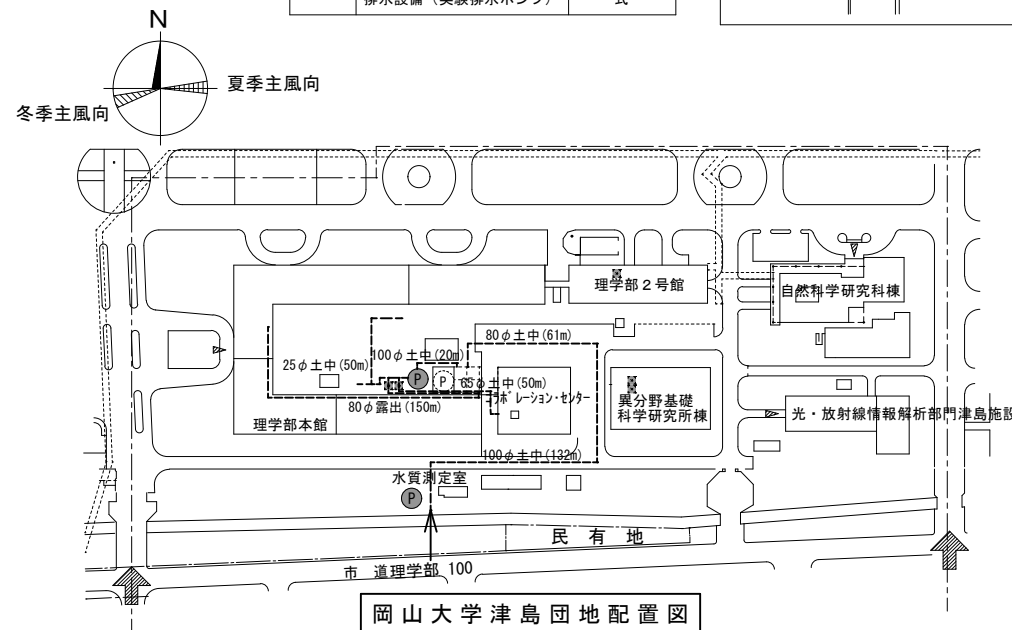 排水設備（実験排水ポンプ） 式
N
夏季主風向
冬季主風向
理学部２号館
自然科学研究科棟
80φ土中(61m)
100φ土中(20m)
25φ土中(50m)
P
P
65φ土中(50m)
コラボレーション・センター
80φ露出(150m)
異分野基礎
科学研究所棟
光・放射線情報解析部門津島施設
理学部本館
100φ土中(132m)
水質測定室
P
民 有 地
市 道理学部 100
岡山大学津島団地配置図